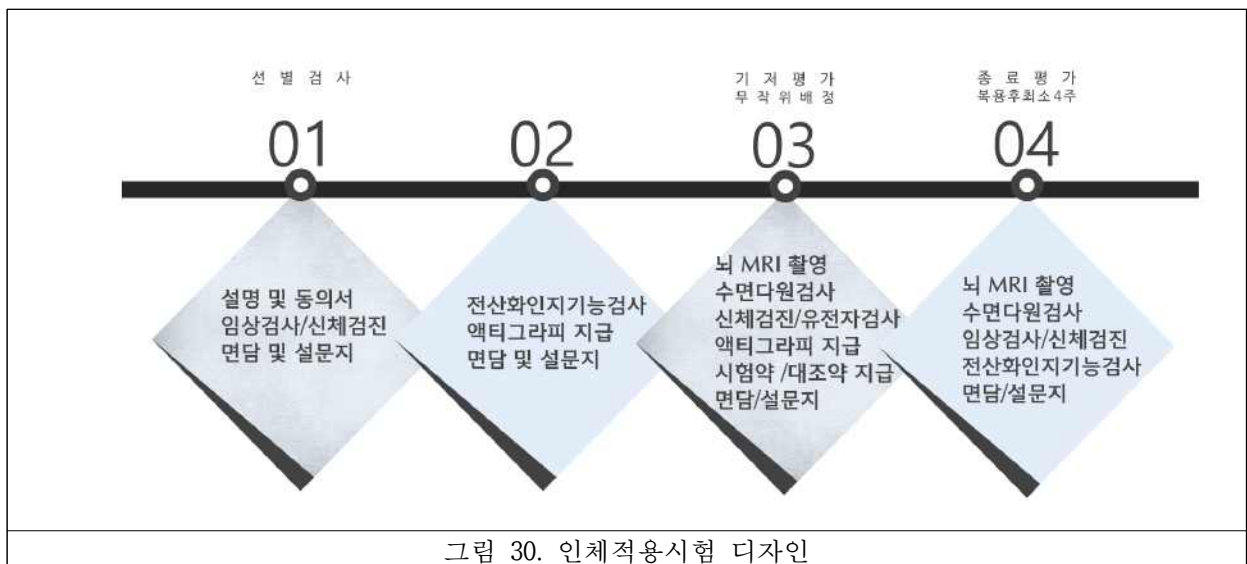 선 별 검 사
01
설명 및 동의서
임상검사/신체검진
면담 및 설문지
02
전산화인지기능검사
액티그라피 지급
면담 및 설문지
기 저 평 가
무 작 위 배 정
03
뇌 MRI 촬영
수면다원검사
신체검진/유전자검사
액티그라피 지급
시험약 /대조약 지급
면담/설문지
종 료 평 가
복용후최소4주
04
뇌 MRI 촬영
수면다원검사
임상검사/신체검진
전산화인지기능검사
면담/설문지
그림 30. 인체적용시험 디자인